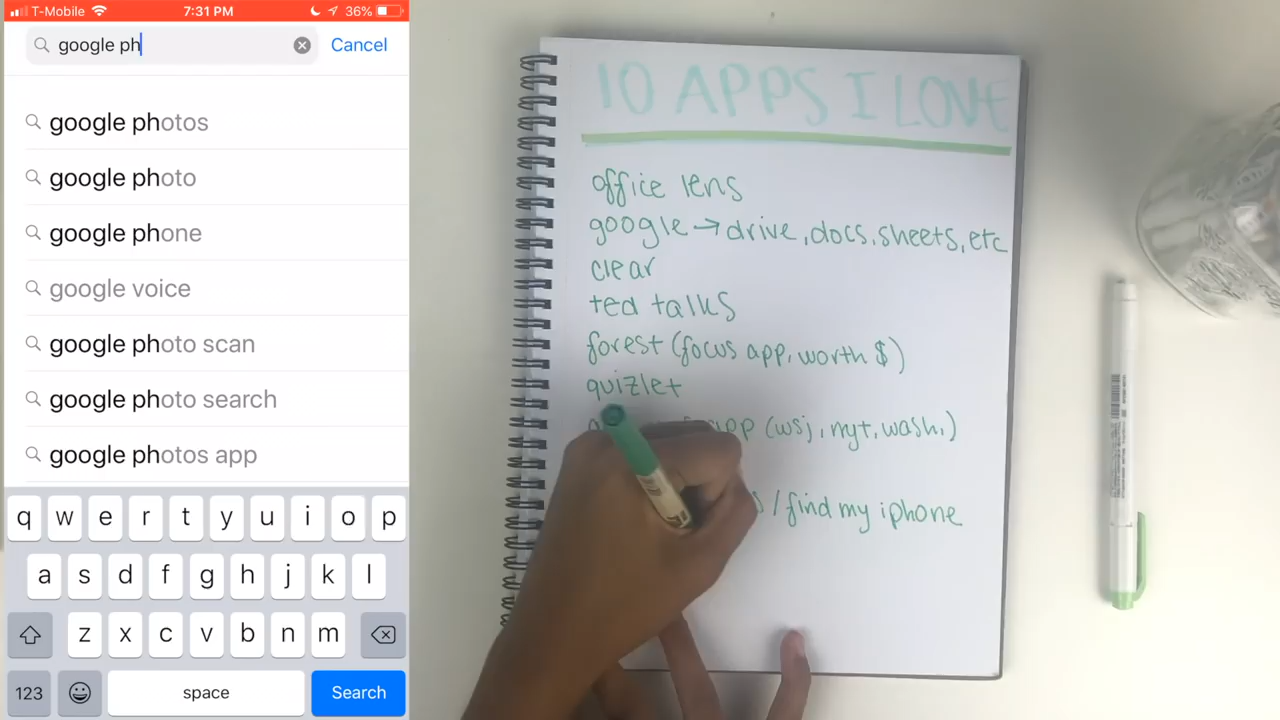 T-Mobile 7:31 PM 36%
google ph Cancel
google photos
google photo
google phone
google voice
google photo scan
google photo search
google photos app
q w e r t y u i o p
a s d f g h j k l
z x c v b n m
123 space Search
10 APPS I LOVE
office lens
google → drive, docs, sheets, etc
clear
ted talks
forest (focus app, worth $)
quizlet
app (wsj, nyt, wash.)
/ find my iphone